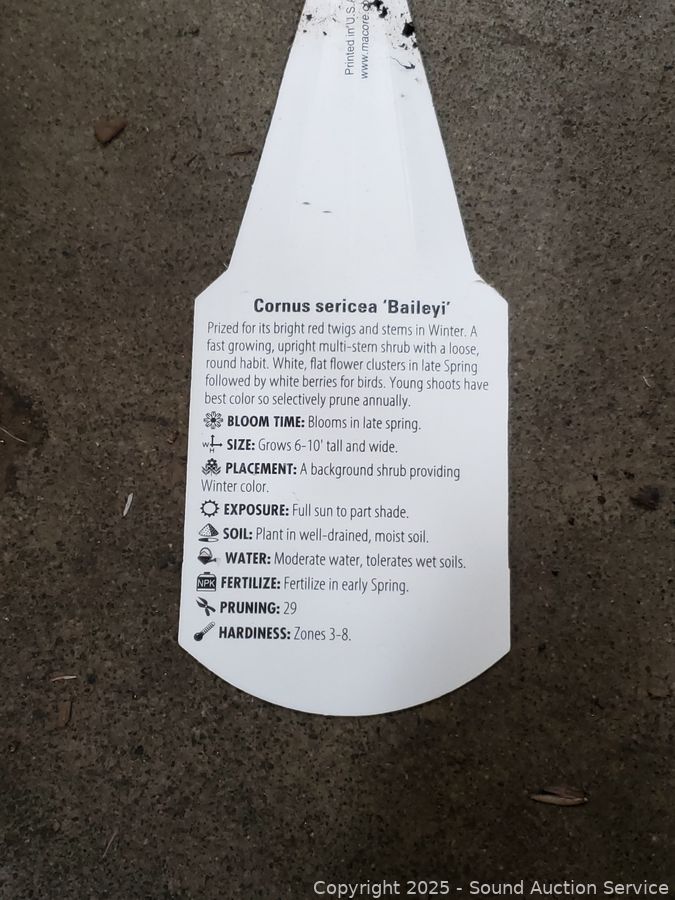 Printed in U.S.A
www.macore.c
Cornus sericea 'Baileyi'
Prized for its bright red twigs and stems in Winter. A
fast growing, upright multi-stem shrub with a loose,
round habit. White, flat flower clusters in late Spring
followed by white berries for birds. Young shoots have
best color so selectively prune annually.
BLOOM TIME: Blooms in late spring.
W H
SIZE: Grows 6-10' tall and wide.
PLACEMENT: A background shrub providing
Winter color.
EXPOSURE: Full sun to part shade.
SOIL: Plant in well-drained, moist soil.
WATER: Moderate water, tolerates wet soils.
NPK FERTILIZE: Fertilize in early Spring.
PRUNING: 29
HARDINESS: Zones 3-8.
Copyright 2025 - Sound Auction Service